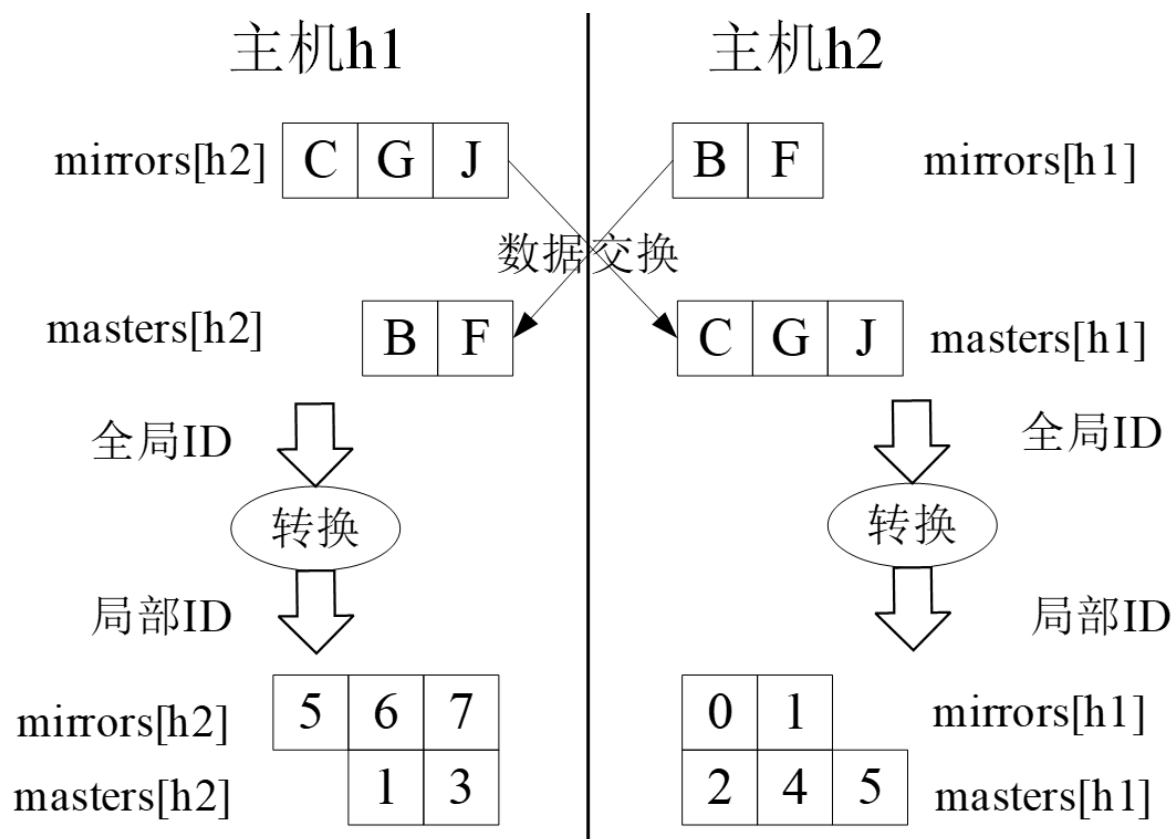 主机h1
主机h2
mirrors[h2] C G J
B F mirrors[h1]
数据交换
masters[h2] B F
C G J masters[h1]
全局ID
全局ID
转换
转换
局部ID
局部ID
mirrors[h2] 5 6 7
0 1 mirrors[h1]
masters[h2] 1 3
2 4 5 masters[h1]